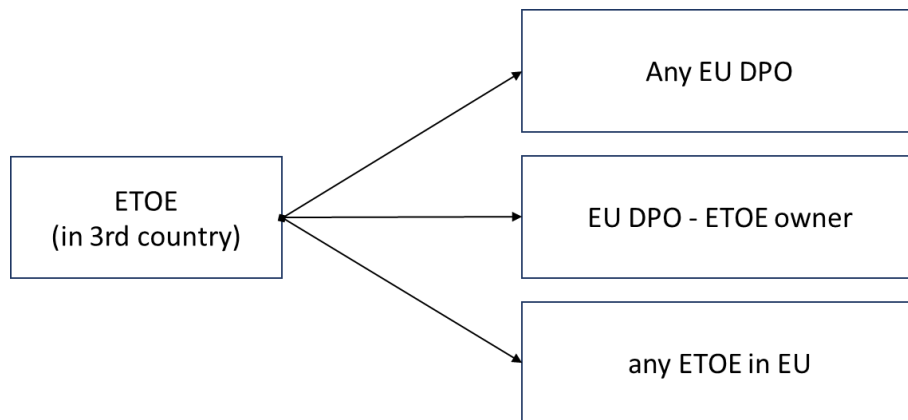 Any EU DPO
ETOE
(in 3rd country)
EU DPO - ETOE owner
any ETOE in EU